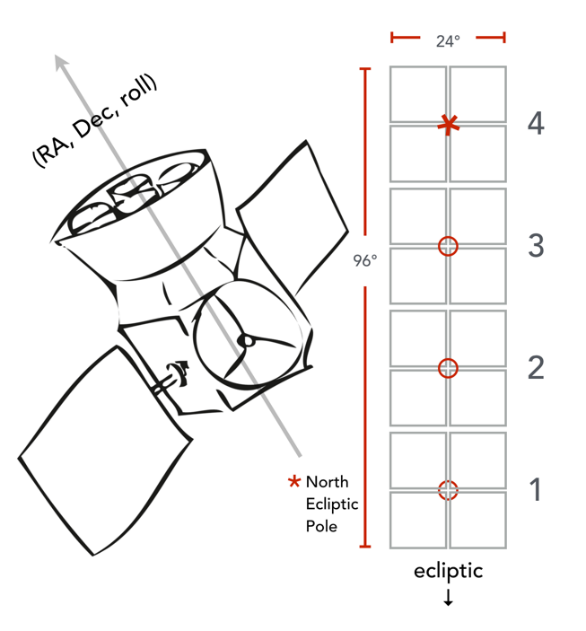 (RA, Dec, roll)
24°
96°
4
3
2
1
* North
Ecliptic
Pole
ecliptic
↓